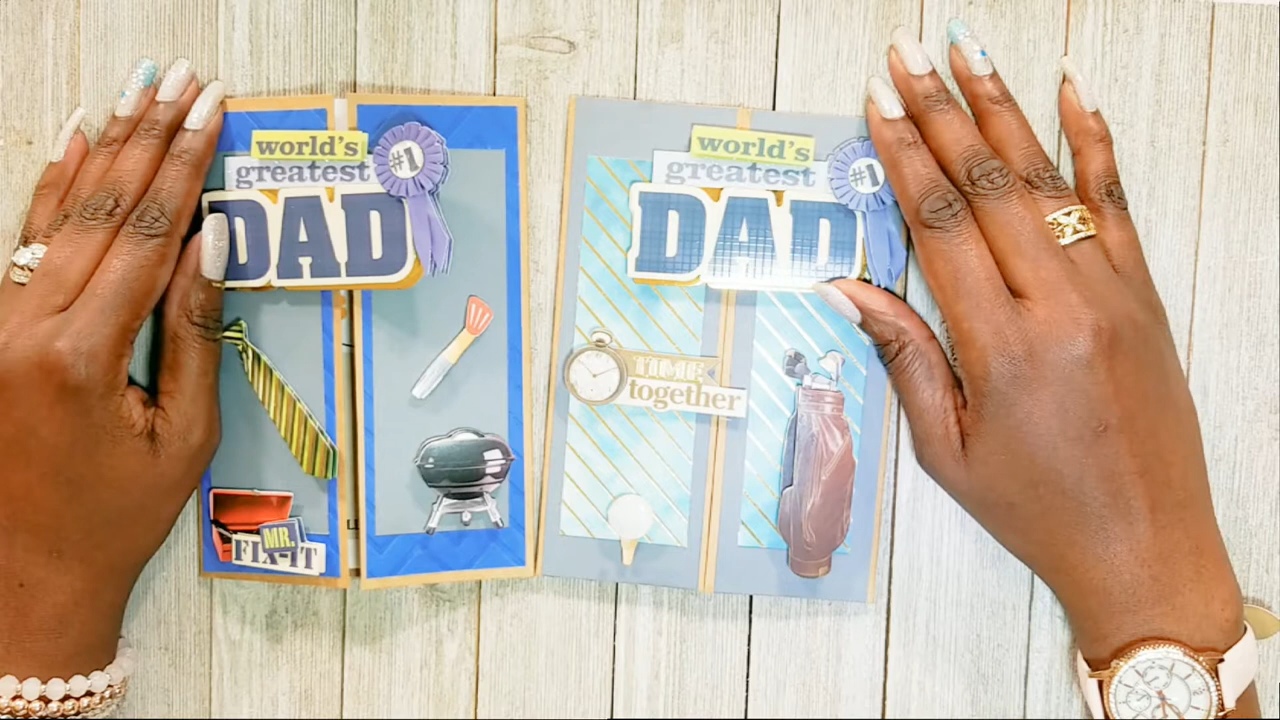 world's
greatest
#1
DAD
MR.
FIX-IT
world's
greatest
#1
DAD
TIME
together